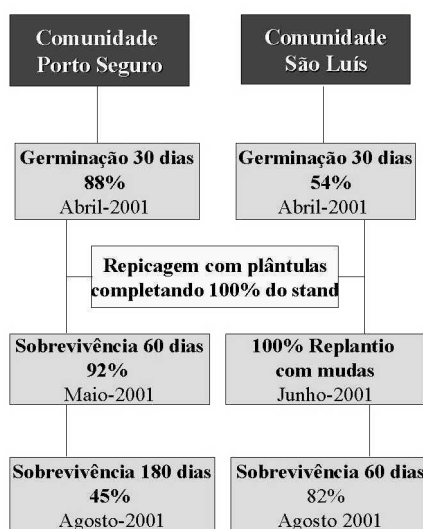 Comunidade
Porto Seguro
Comunidade
São Luís
Germinação 30 dias
88%
Abril-2001
Germinação 30 dias
54%
Abril-2001
Repicagem com plântulas
completando 100% do stand
Sobrevivência 60 dias
92%
Maio-2001
100% Replantio
com mudas
Junho-2001
Sobrevivência 180 dias
45%
Agosto-2001
Sobrevivência 60 dias
82%
Agosto 2001